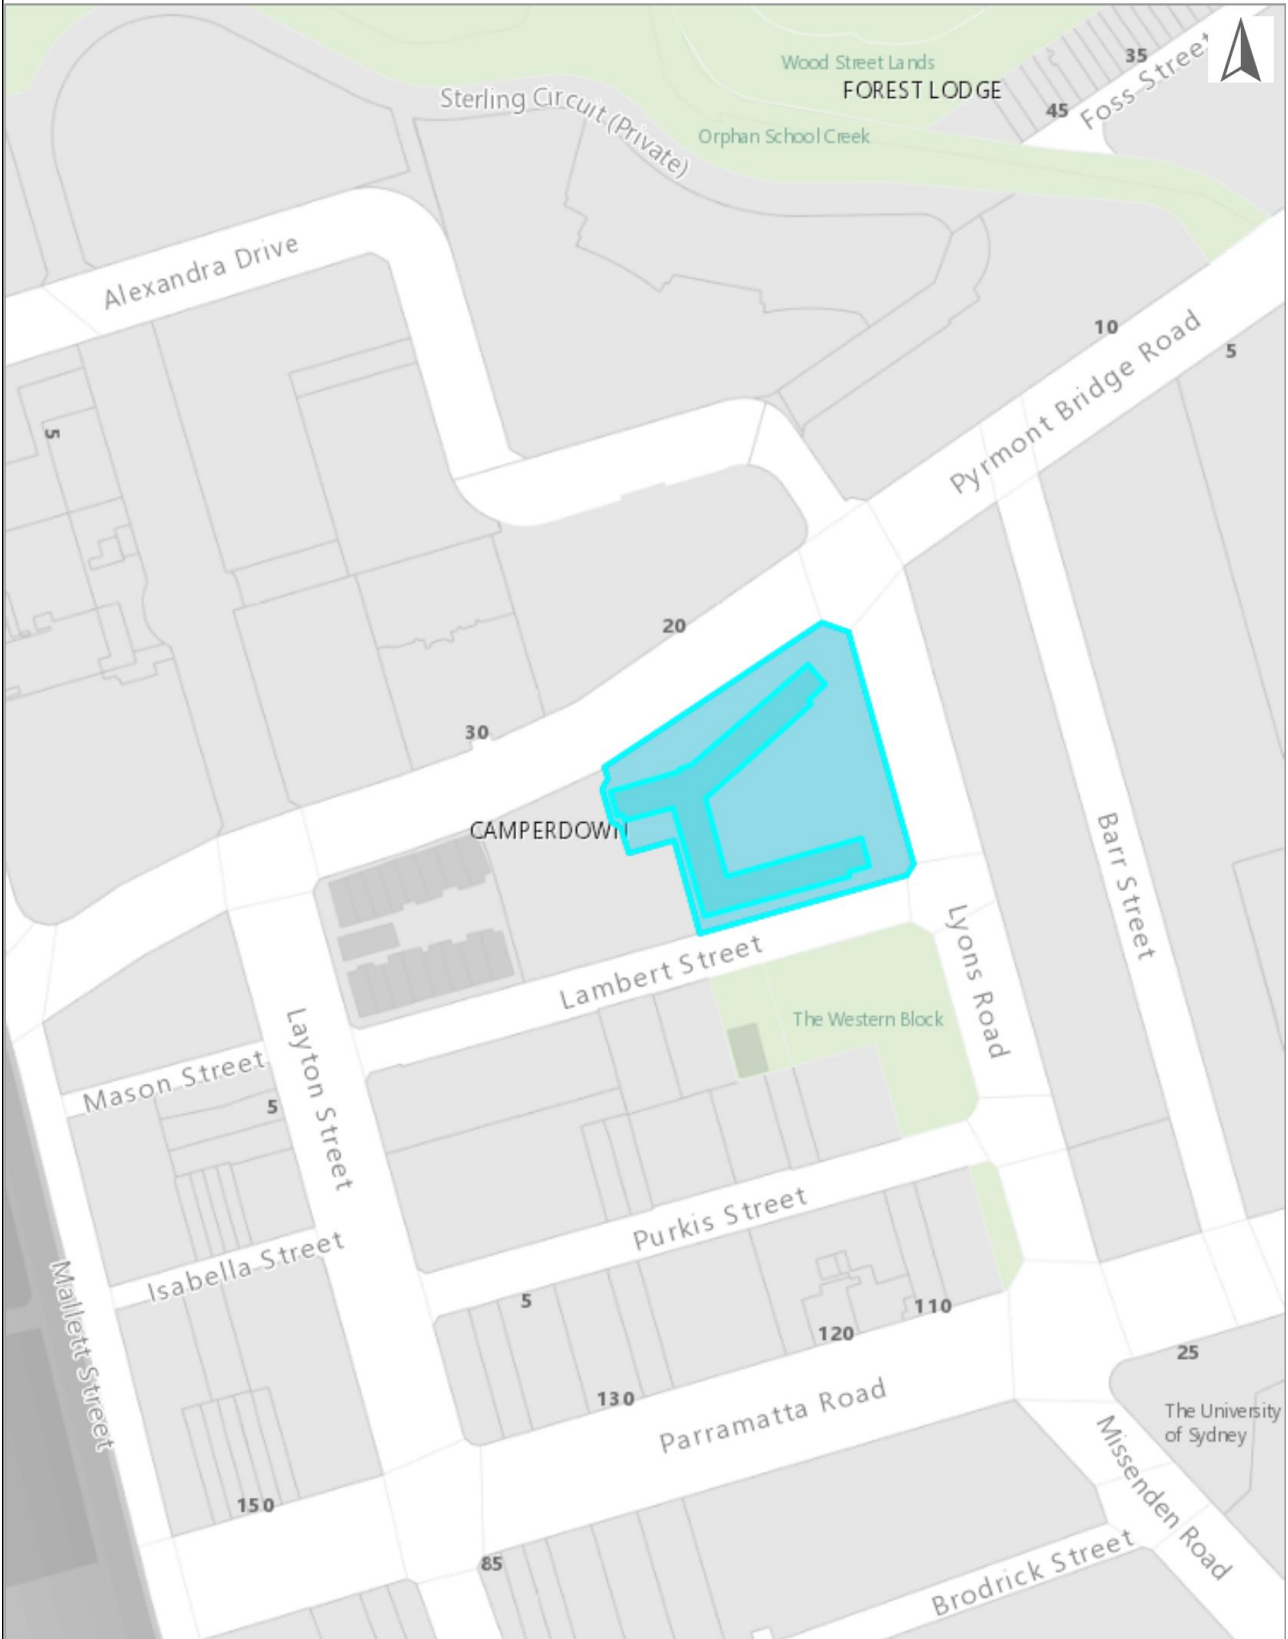 35
Foss Street
Wood Street Lands
FOREST LODGE
Sterling Circuit (Private)
45
Orphan School Creek
Alexandra Drive
10
Pyrmont Bridge Road
5
5
20
30
CAMPERDOWN
Barr Street
Lyons Road
Lambert Street
The Western Block
Layton Street
Mason Street
5
Purkis Street
Isabella Street
Mallett Street
5
110
120
25
130
Parramatta Road
The University
of Sydney
Missenden Road
150
85
Brodrick Street